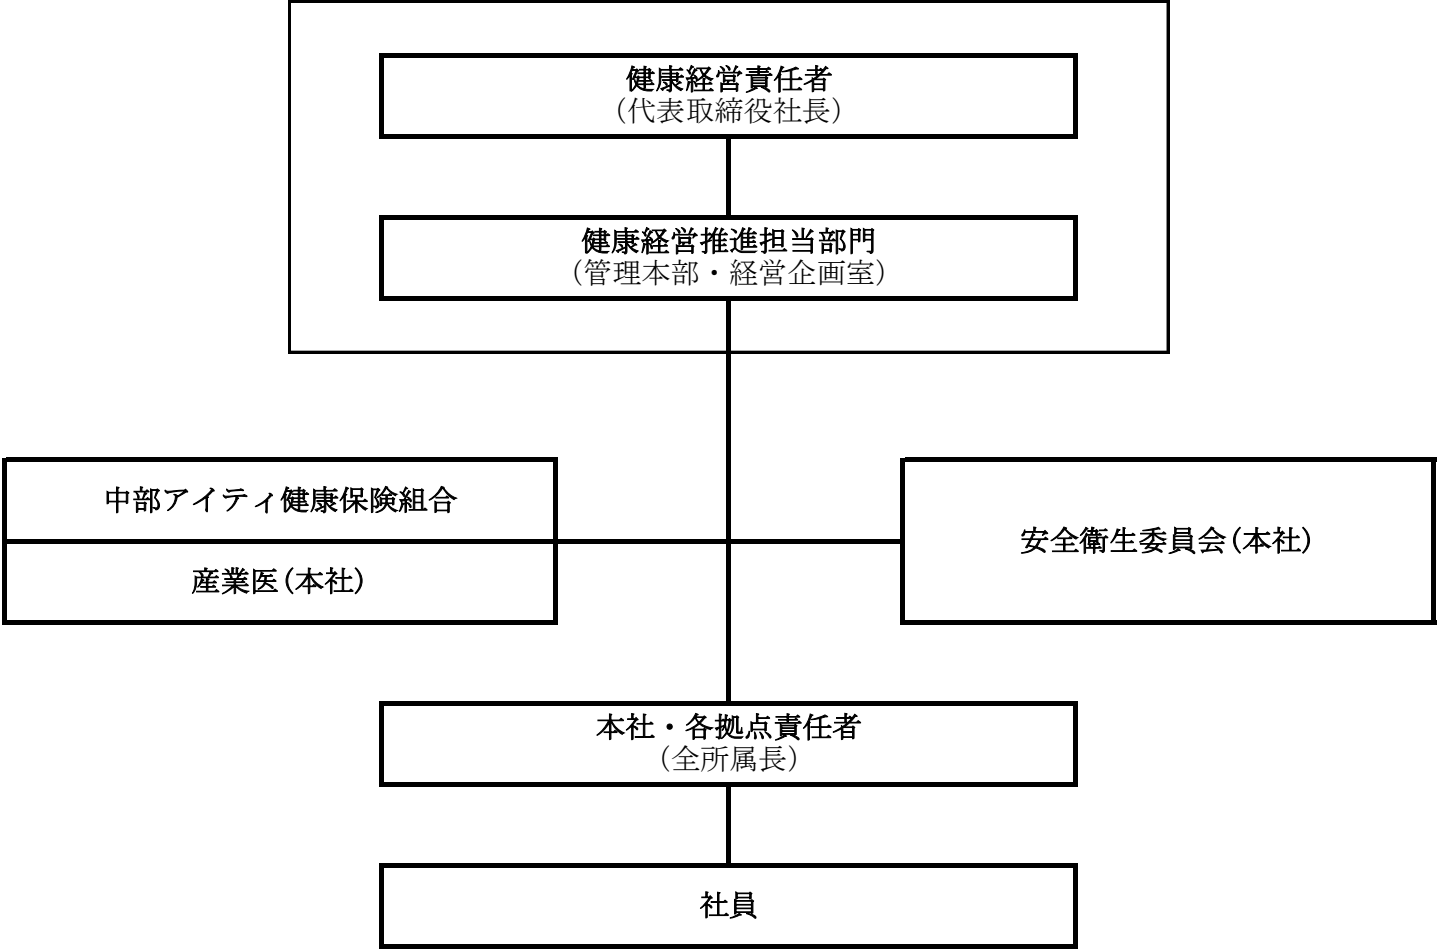 健康経営責任者
(代表取締役社長)
健康経営推進担当部門
(管理本部・経営企画室)
中部アイティ健康保険組合
産業医(本社)
安全衛生委員会(本社)
本社・各拠点責任者
(全所属長)
社員